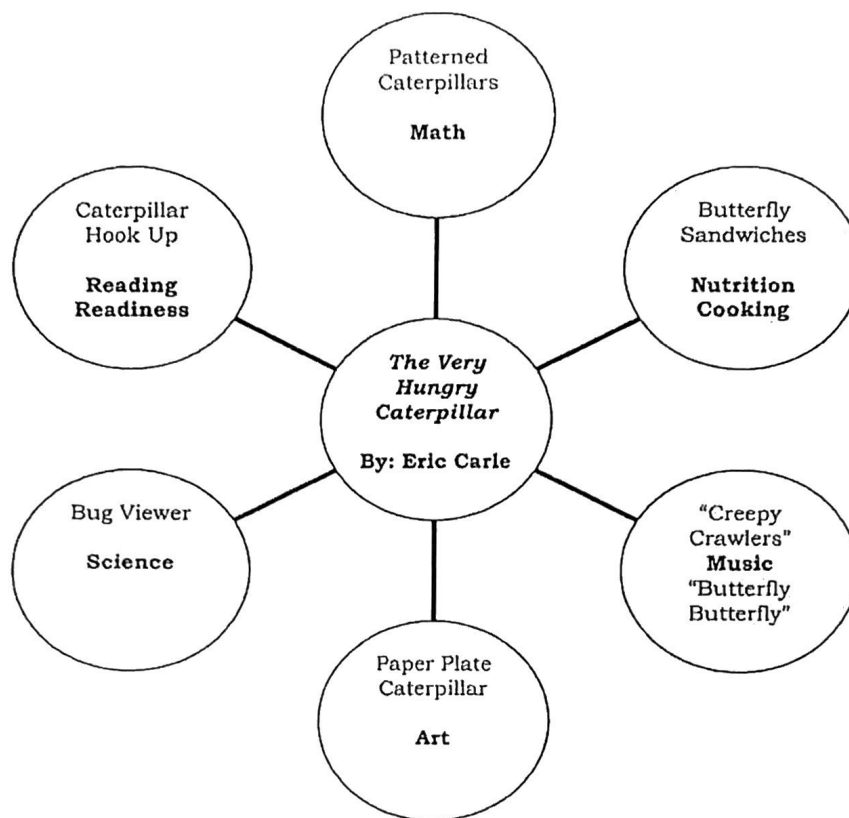 Patterned
Caterpillars
Math
Caterpillar
Hook Up
Reading
Readiness
Butterfly
Sandwiches
Nutrition
Cooking
The Very
Hungry
Caterpillar
By: Eric Carle
Bug Viewer
Science
“Creepy
Crawlers”
Music
“Butterfly
Butterfly”
Paper Plate
Caterpillar
Art